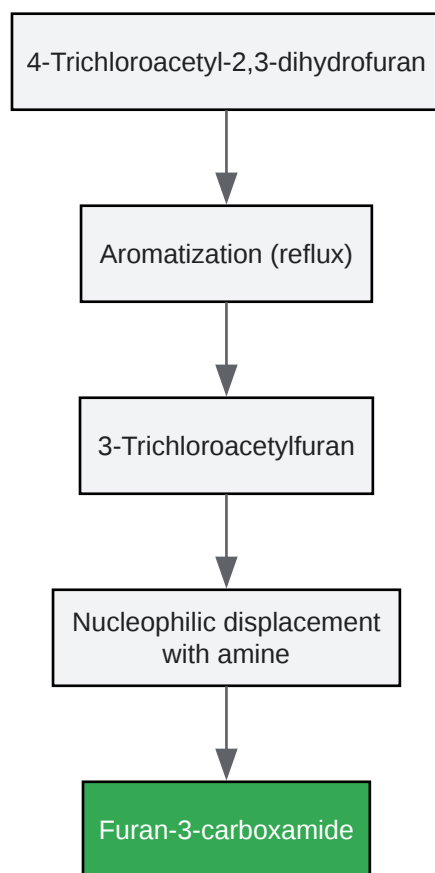 4-Trichloroacetyl-2,3-dihydrofuran
Aromatization (reflux)
3-Trichloroacetylfuran
Nucleophilic displacement
with amine
Furan-3-carboxamide